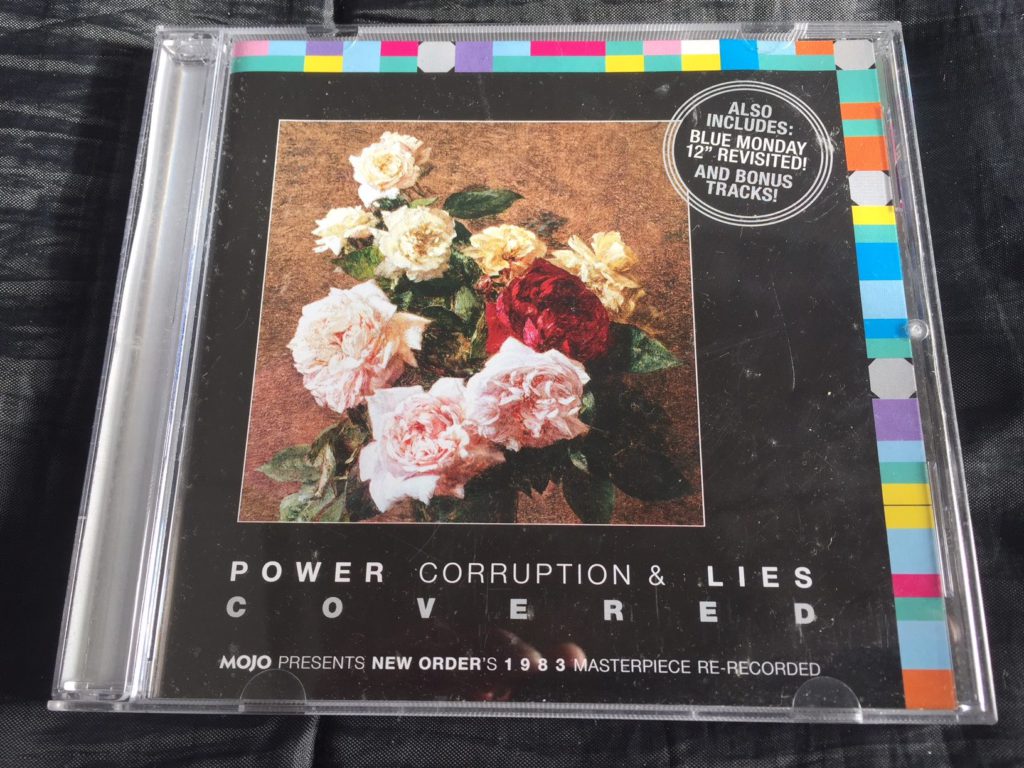 ALSO
INCLUDES:
BLUE MONDAY
12” REVISITED!
AND BONUS
TRACKS!
POWER CORRUPTION & LIES
COVERED
MOJO PRESENTS NEW ORDER'S 1983 MASTERPIECE RE-RECORDED